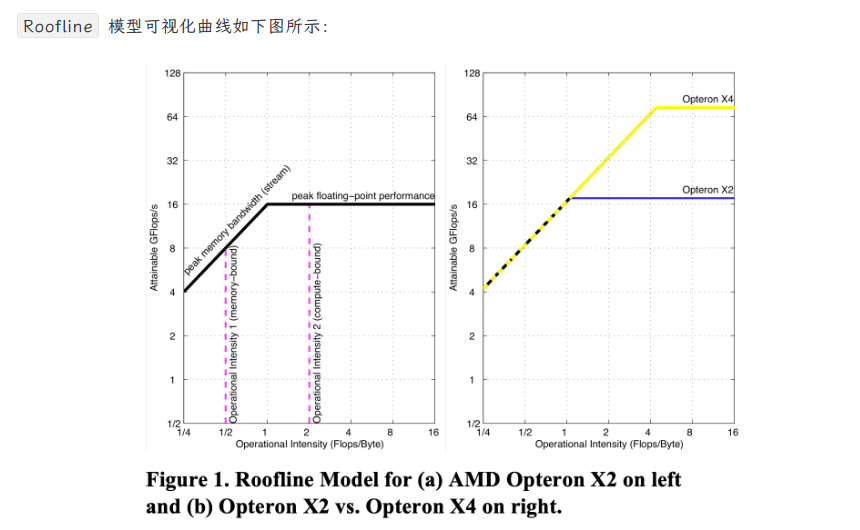 Roofline 模型可视化曲线如下图所示：
128
64
32
16
8
4
2
1
1/2
Attainable GFlops/s
peak memory bandwidth (stream)
peak floating-point performance
Operational Intensity 1 (memory-bound)
Operational Intensity 2 (compute-bound)
1/4 1/2 1 2 4 8 16
Operational Intensity (Flops/Byte)
128
64
32
16
8
4
2
1
1/2
Attainable GFlops/s
Opteron X4
Opteron X2
1/4 1/2 1 2 4 8 16
Operational Intensity (Flops/Byte)
Figure 1. Roofline Model for (a) AMD Opteron X2 on left
and (b) Opteron X2 vs. Opteron X4 on right.